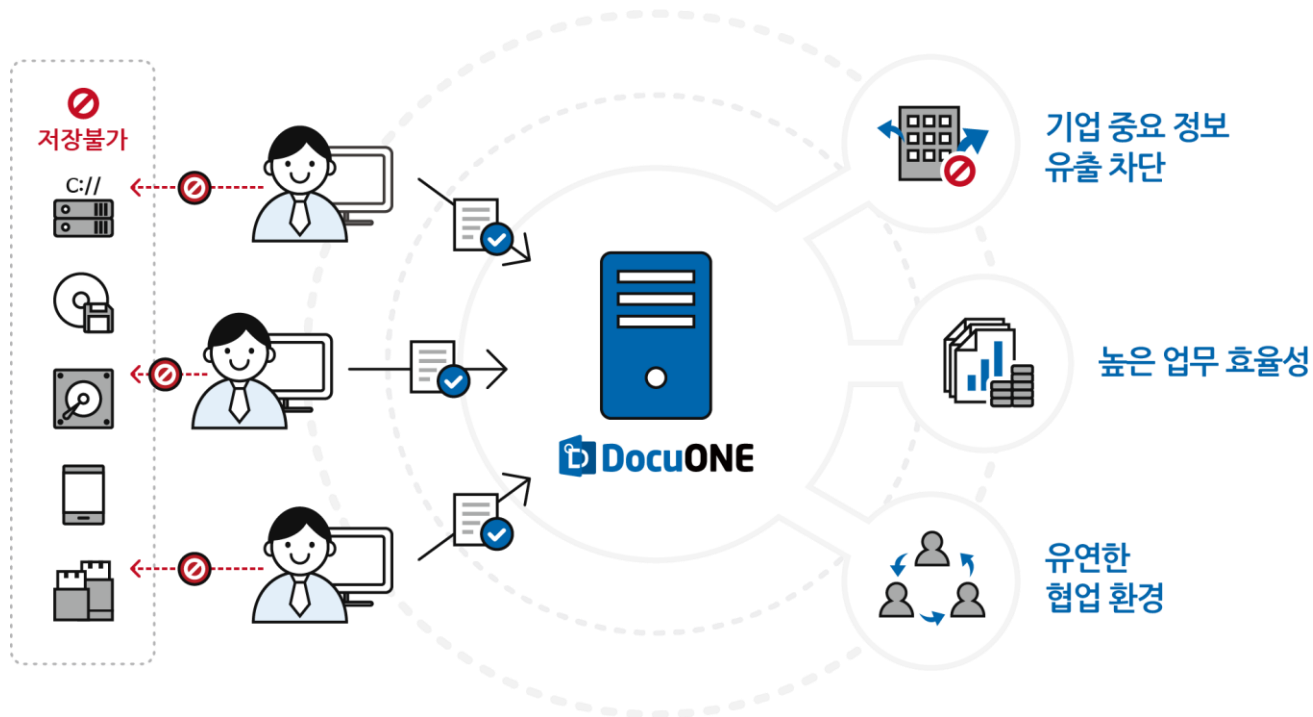 저장불가
C://
DocuONE
기업 중요 정보
유출 차단
높은 업무 효율성
유연한
협업 환경